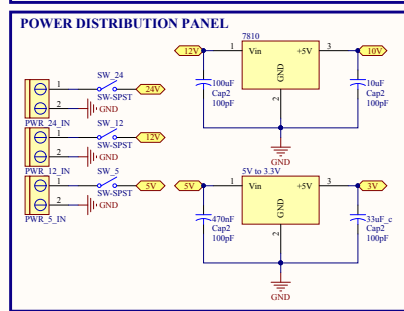 POWER DISTRIBUTION PANEL
7810
12V 1 Vin +5V 3 10V
GND
2
100uF
Cap2
100pF
10uF
Cap2
100pF
GND
1 SW_24 24V
SW-SPST
2 GND
PWR_24_IN
1 SW_12 12V
SW-SPST
2 GND
PWR_12_IN
1 SW_5 5V
SW-SPST
2 GND
PWR_5_IN
5V to 3.3V
5V 1 Vin +5V 3 3V
GND
2
470nF
Cap2
100pF
33uF_c
Cap2
100pF
GND